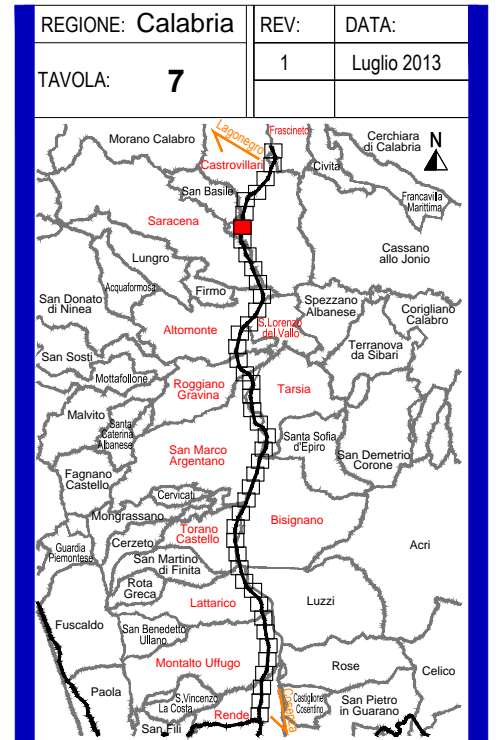 REGIONE: Calabria
REV:
DATA:
TAVOLA: 7
1
Luglio 2013
Lagonegro
Frascineto
Morano Calabro
Cerchiara
di Calabria
N
Castrovillari
Civita
San Basile
Francavilla
Marittima
Saracena
Lungro
Cassano
allo Jonio
Acquaformosa
Firmo
San Donato
di Ninea
Spezzano
Albanese
Corigliano
Calabro
Altomonte
S.Lorenzo
del Vallo
Terranova
da Sibari
San Sosti
Mottafollone
Roggiano
Gravina
Tarsia
Malvito
Santa
Caterina
Albanese
Santa Sofia
d'Epiro
San Marco
Argentano
San Demetrio
Corone
Fagnano
Castello
Cervicati
Mongrassano
Bisignano
Torano
Castello
Cerzeto
Guardia
Piemontese
Acri
San Martino
di Finita
Rota
Greca
Lattarico
Luzzi
Fuscaldo
San Benedetto
Ullano
Montalto Uffugo
Rose
Celico
Paola
S.Vincenzo
La Costa
Cosenza
Castiglione
Cosentino
San Pietro
in Guarano
Rende
San Fili